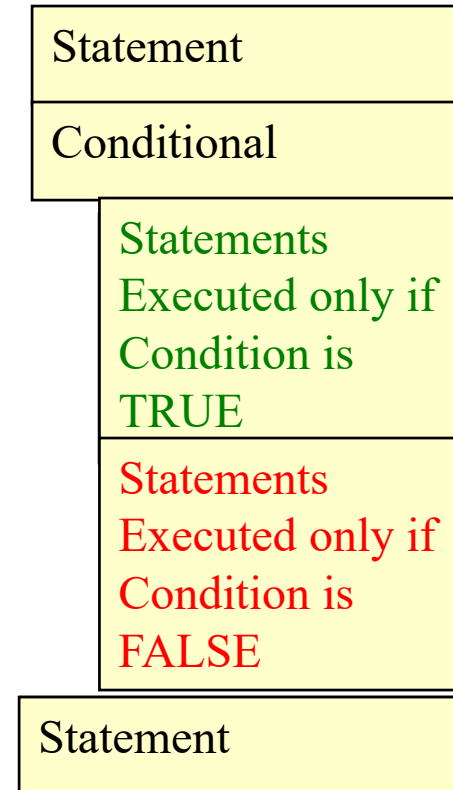 Statement
Conditional
Statements
Executed only if
Condition is
TRUE
Statements
Executed only if
Condition is
FALSE
Statement